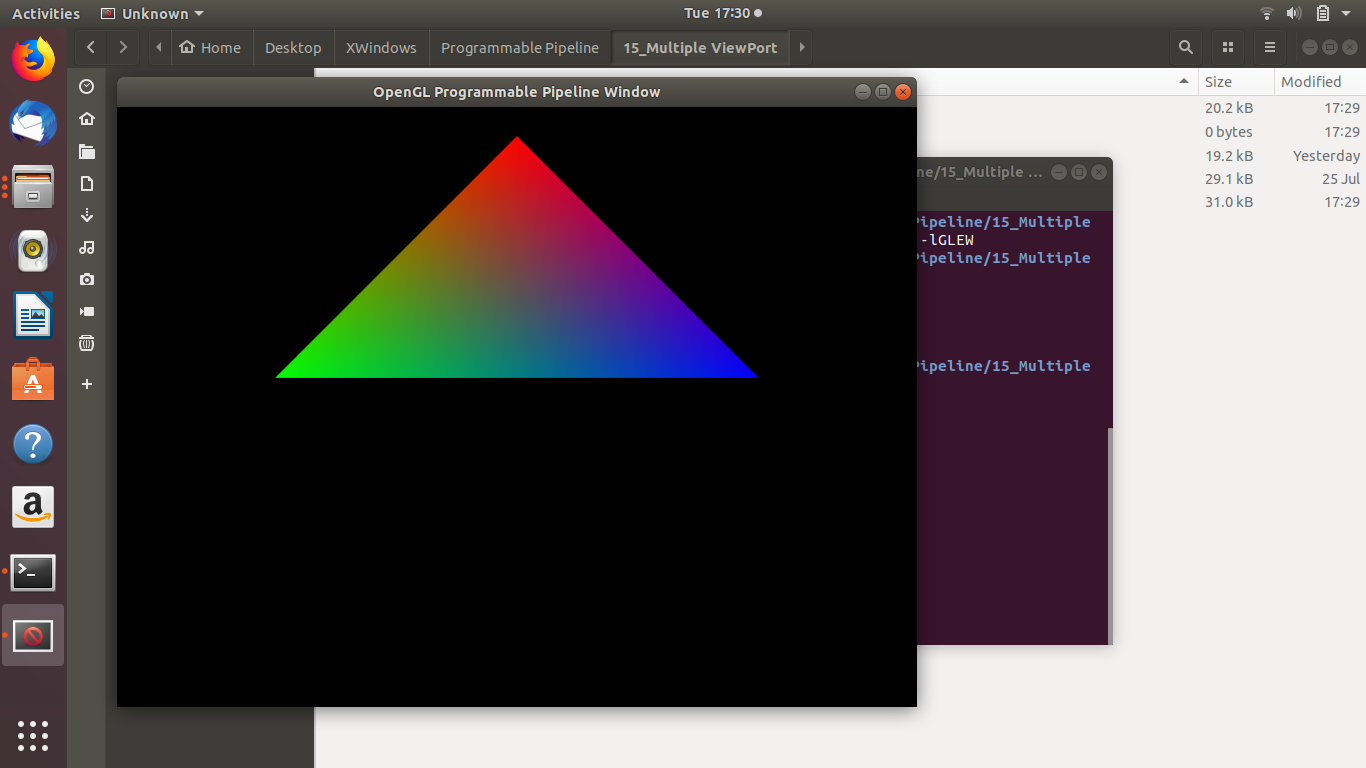 Activities Unknown Tue 17:30
Home Desktop XWindows Programmable Pipeline 15_Multiple ViewPort
Size Modified
OpenGL Programmable Pipeline Window
20.2 kB 17:29
0 bytes 17:29
19.2 kB Yesterday
29.1 kB 25 Jul
31.0 kB 17:29
ne/15_Multiple ...
Pipeline/15_Multiple
-lGLEW
Pipeline/15_Multiple
Pipeline/15_Multiple